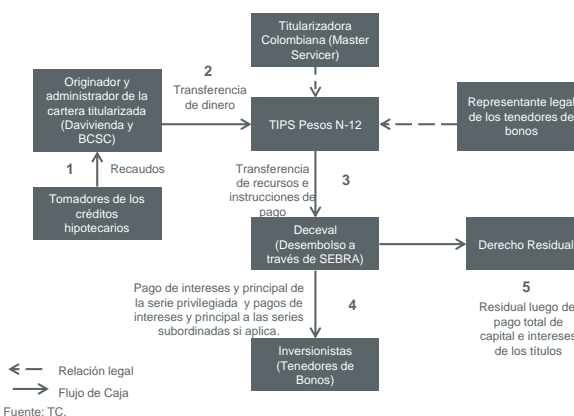 Titularizadora
Colombiana (Master
Servicer)
Originador y
administrador de la
cartera titularizada
(Davivienda y
BCSC)
2
Transferencia
de dinero
TIPS Pesos N-12
Representante legal
de los tenedores de
bonos
1
Recaudos
Tomadores de los
créditos
hipotecarios
Transferencia
de recursos e
instrucciones de
pago
3
Deceval
(Desembolso a
través de SEBRA)
Derecho Residual
Pago de intereses y principal de
la serie privilegiada y pagos de
intereses y principal a las series
subordinadas si aplica.
4
5
Residual luego de
pago total de
capital e intereses
de los títulos
Inversionistas
(Tenedores de
Bonos)
Relación legal
Flujo de Caja
Fuente: TC.